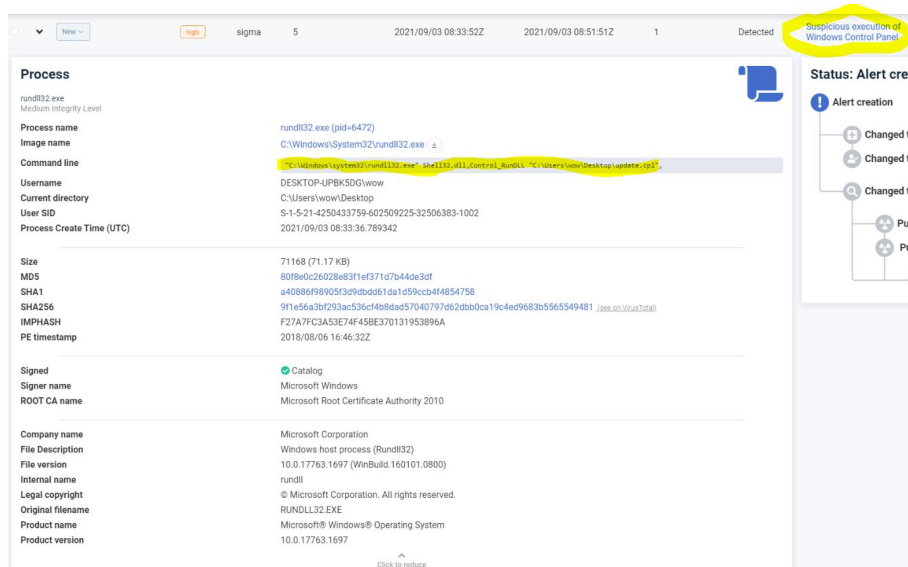 New
high
sigma
5
2021/09/03 08:33:52Z
2021/09/03 08:51:51Z
1
Detected
Suspicious execution of
Windows Control Panel
Process
rundll32.exe
Medium Integrity Level
Process name rundll32.exe (pid=6472)
Image name C:\Windows\System32\rundll32.exe
Command line "C:\Windows\system32\rundll32.exe" Shell32.dll,Control_RunDLL "C:\Users\wow\Desktop\update.cpl",
Username DESKTOP-UPBK5DG\wow
Current directory C:\Users\wow\Desktop
User SID S-1-5-21-4250433759-602509225-32506383-1002
Process Create Time (UTC) 2021/09/03 08:33:36.789342
Size 71168 (71.17 KB)
MD5 80f8e0c26028e83f1ef371d7b44de3df
SHA1 a40886f98905f3d9dbdd61da1d59ccb4f4854758
SHA256 9f1e56a3bf293ac536cf4b8dad57040797d62dbb0ca19c4ed9683b5565549481 (see on VirusTotal)
IMPHASH F27A7FC3A53E74F45BE370131953896A
PE timestamp 2018/08/06 16:46:32Z
Signed Catalog
Signer name Microsoft Windows
ROOT CA name Microsoft Root Certificate Authority 2010
Company name Microsoft Corporation
File Description Windows host process (Rundll32)
File version 10.0.17763.1697 (WinBuild.160101.0800)
Internal name rundll
Legal copyright © Microsoft Corporation. All rights reserved.
Original filename RUNDLL32.EXE
Product name Microsoft® Windows® Operating System
Product version 10.0.17763.1697
Click to reduce
Status: Alert cre
Alert creation
Changed t
Changed t
Changed t
Pu
Pr